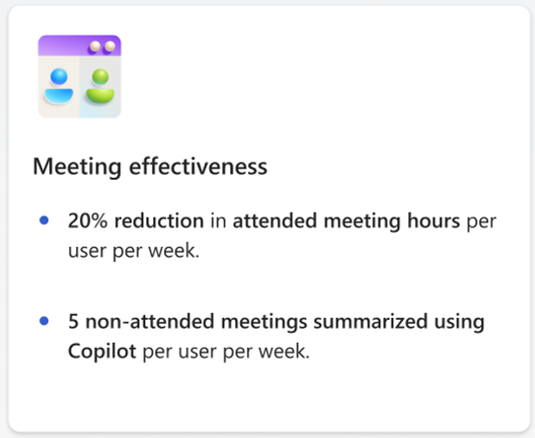 Meeting effectiveness
20% reduction in attended meeting hours per
user per week.
5 non-attended meetings summarized using
Copilot per user per week.